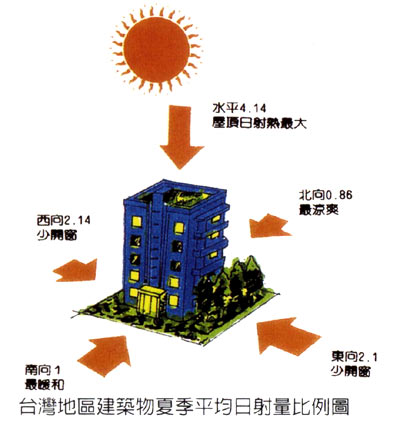 水平4.14
屋頂日射熱最大
北向0.86
最涼爽
西向2.14
少開窗
南向1
最暖和
東向2.1
少開窗
台灣地區建築物夏季平均日射量比例圖